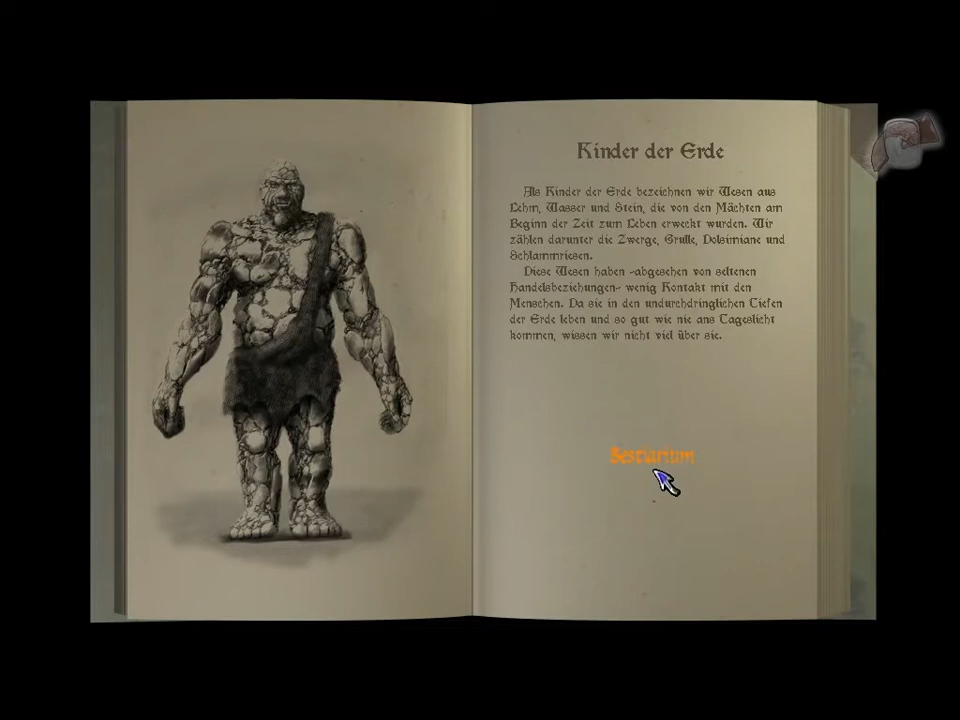 Kinder der Erde
Als Kinder der Erde bezeichnen wir Wesen aus
Lehm, Wasser und Stein, die von den Mächten am
Beginn der Zeit zum Leben erweckt wurden. Wir
zählen darunter die Zwerge, Grulle, Dolsimiane und
Schlammriesen.
Diese Wesen haben -abgesehen von seltenen
Handelsbeziehungen- wenig Kontakt mit den
Menschen. Da sie in den undurchdringlichen Tiefen
der Erde leben und so gut wie nie ans Tageslicht
kommen, wissen wir nicht viel über sie.
Bestiarium